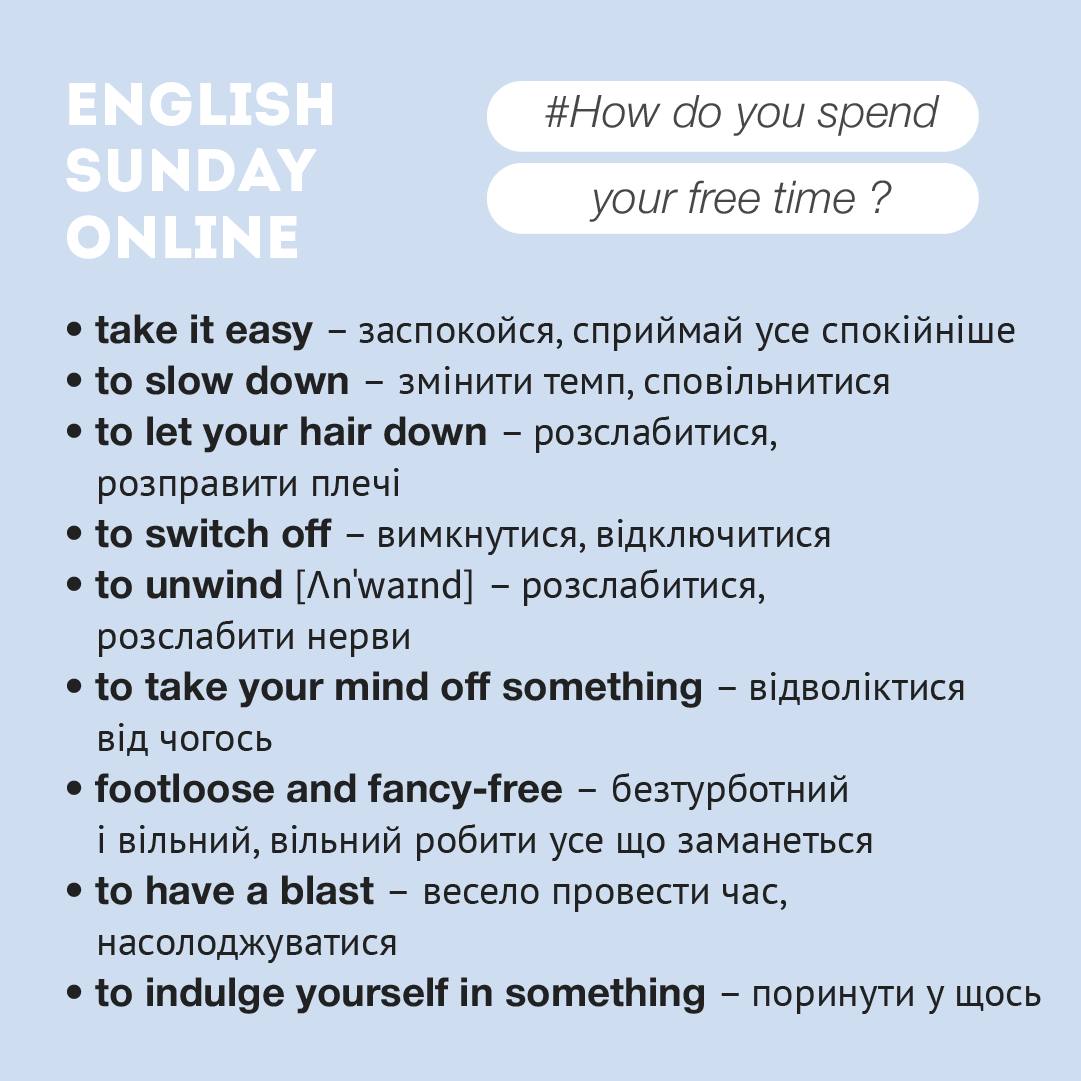 ENGLISH
SUNDAY
ONLINE
#How do you spend
your free time ?
• take it easy – заспокойся, сприймай усе спокійніше
• to slow down – змінити темп, сповільнитися
• to let your hair down – розслабитися,
розправити плечі
• to switch off – вимкнутися, відключитися
• to unwind [Λn'waɪnd] – розслабитися,
розслабити нерви
• to take your mind off something – відволіктися
від чогось
• footloose and fancy-free – безтурботний
і вільний, вільний робити усе що заманеться
• to have a blast – весело провести час,
насолоджуватися
• to indulge yourself in something – поринути у щось